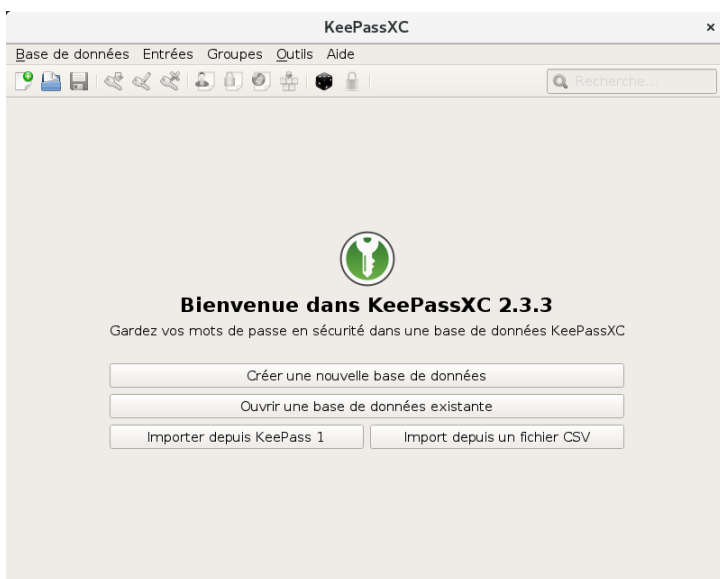 KeePassXC
Base de données Entrées Groupes Outils Aide
Recherche...
Bienvenue dans KeePassXC 2.3.3
Gardez vos mots de passe en sécurité dans une base de données KeePassXC
Créer une nouvelle base de données
Ouvrir une base de données existante
Importer depuis KeePass 1 Import depuis un fichier CSV